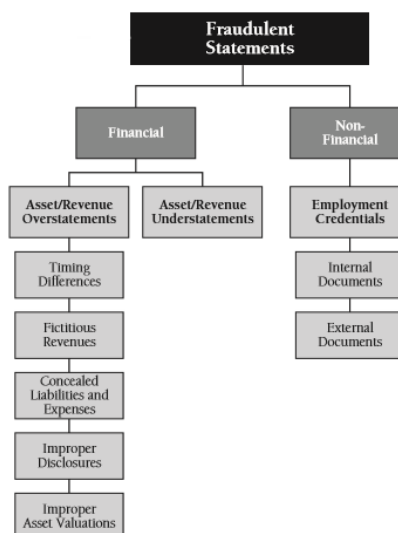 Fraudulent
Statements
Financial
Non-
Financial
Asset/Revenue
Overstatements
Asset/Revenue
Understatements
Employment
Credentials
Timing
Differences
Internal
Documents
Fictitious
Revenues
External
Documents
Concealed
Liabilities and
Expenses
Improper
Disclosures
Improper
Asset Valuations